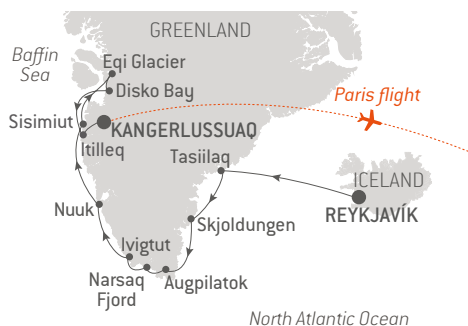 GREENLAND
Baffin
Sea
Eqi Glacier
Disko Bay
Paris flight
Sisimiut
KANGERLUSSUAQ
Itilleq
Tasiilaq
ICELAND
REYKJAVÍK
Nuuk
Skjoldungen
Ivigtut
Narsaq
Fjord
Augpilatok
North Atlantic Ocean